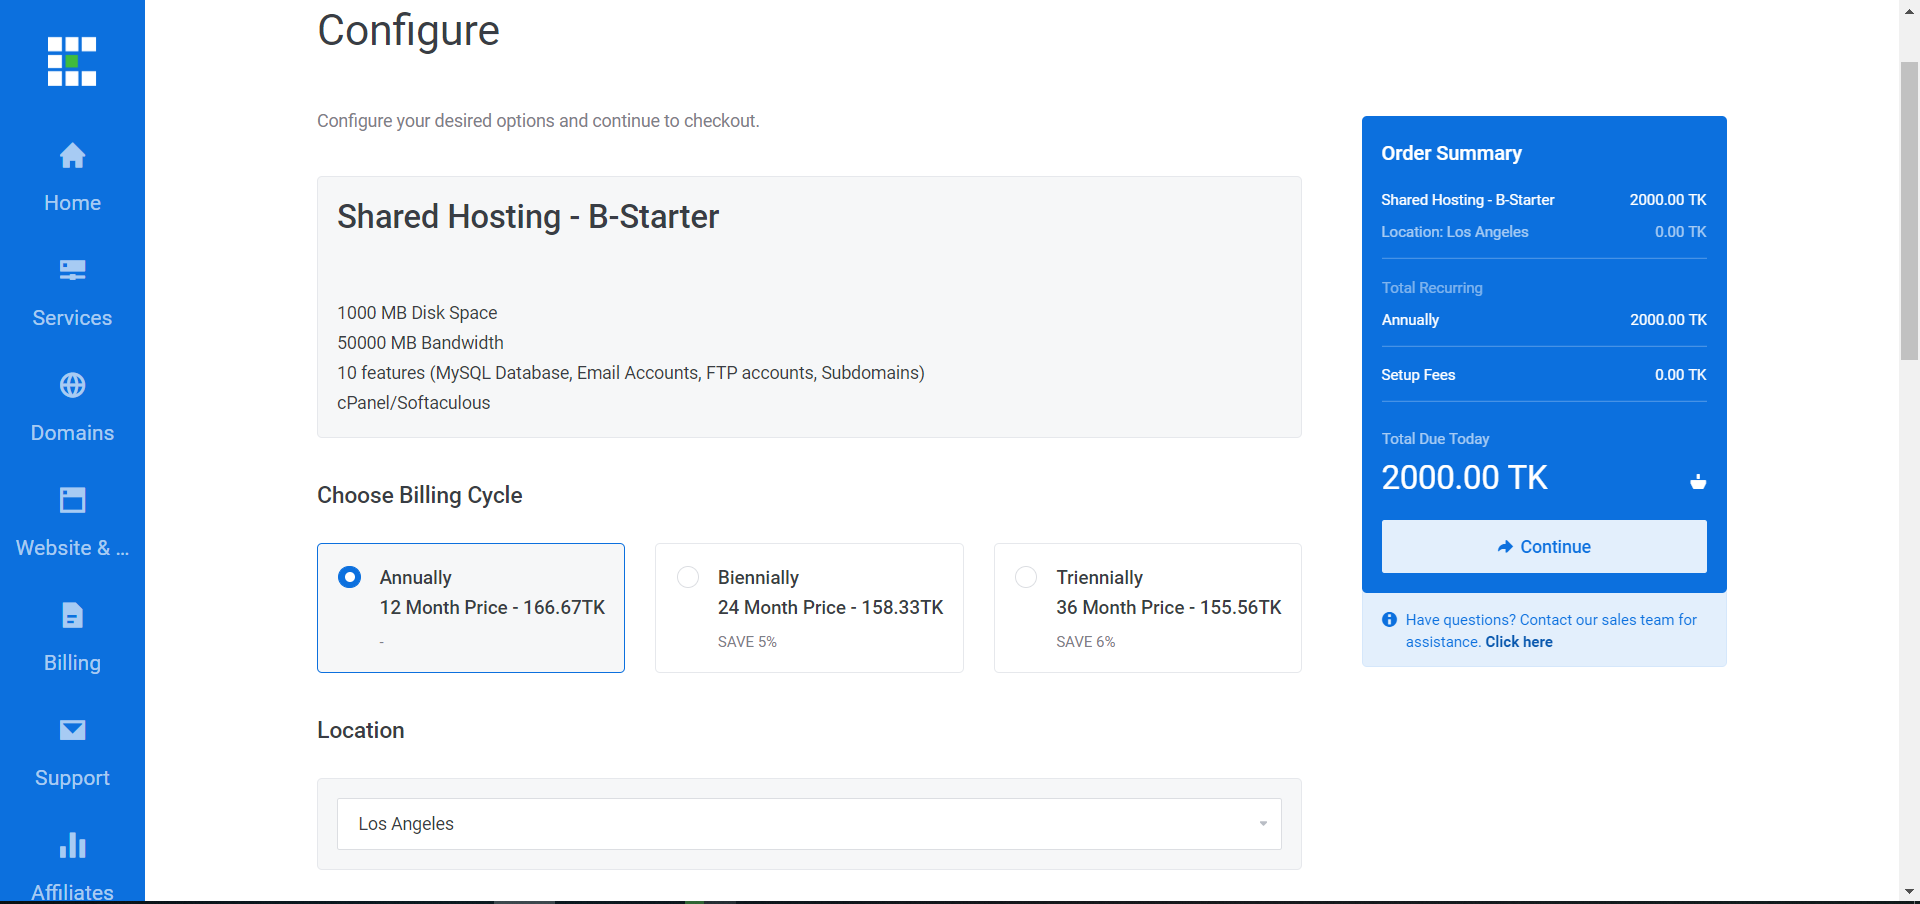 Configure
Configure your desired options and continue to checkout.
Home
Services
Domains
Website & ...
Billing
Support
Affiliates
Shared Hosting - B-Starter
1000 MB Disk Space
50000 MB Bandwidth
10 features (MySQL Database, Email Accounts, FTP accounts, Subdomains)
cPanel/Softaculous
Choose Billing Cycle
Annually
12 Month Price - 166.67TK
-
Biennially
24 Month Price - 158.33TK
SAVE 5%
Triennially
36 Month Price - 155.56TK
SAVE 6%
Location
Los Angeles
Order Summary
Shared Hosting - B-Starter 2000.00 TK
Location: Los Angeles 0.00 TK
Total Recurring
Annually 2000.00 TK
Setup Fees 0.00 TK
Total Due Today
2000.00 TK
Continue
Have questions? Contact our sales team for
assistance. Click here